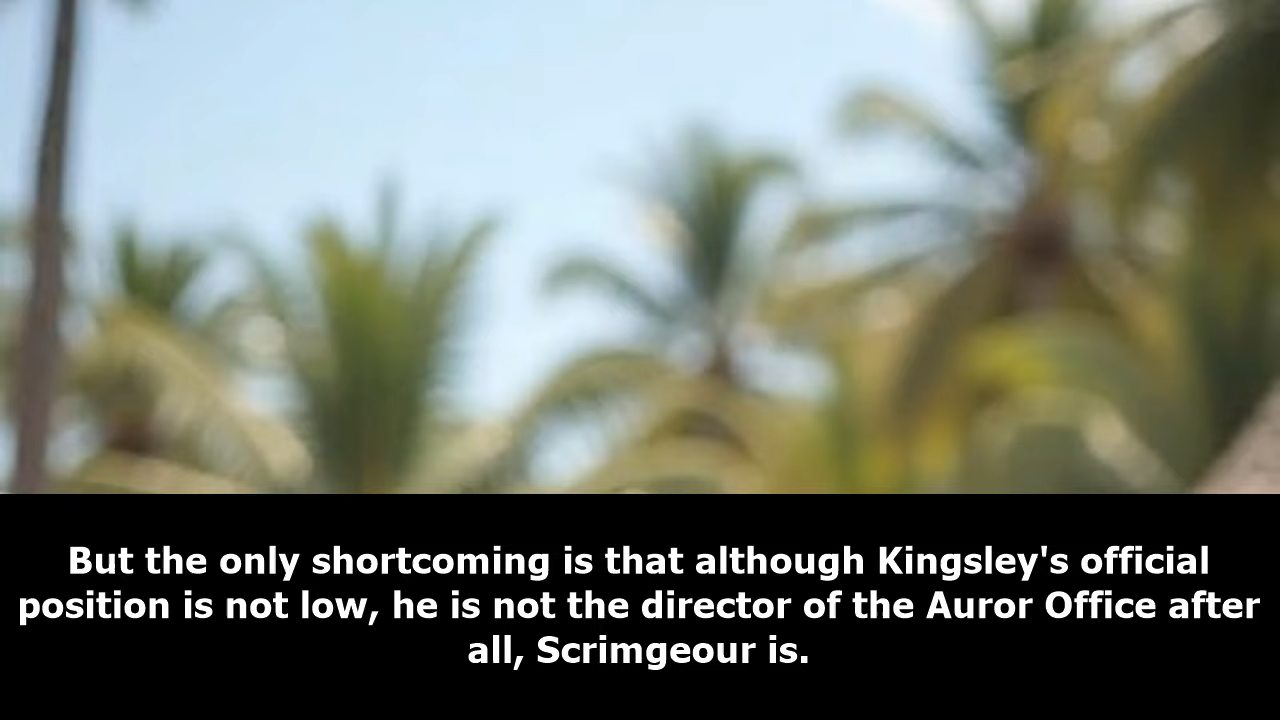 But the only shortcoming is that although Kingsley's official
position is not low, he is not the director of the Auror Office after
all, Scrimgeour is.